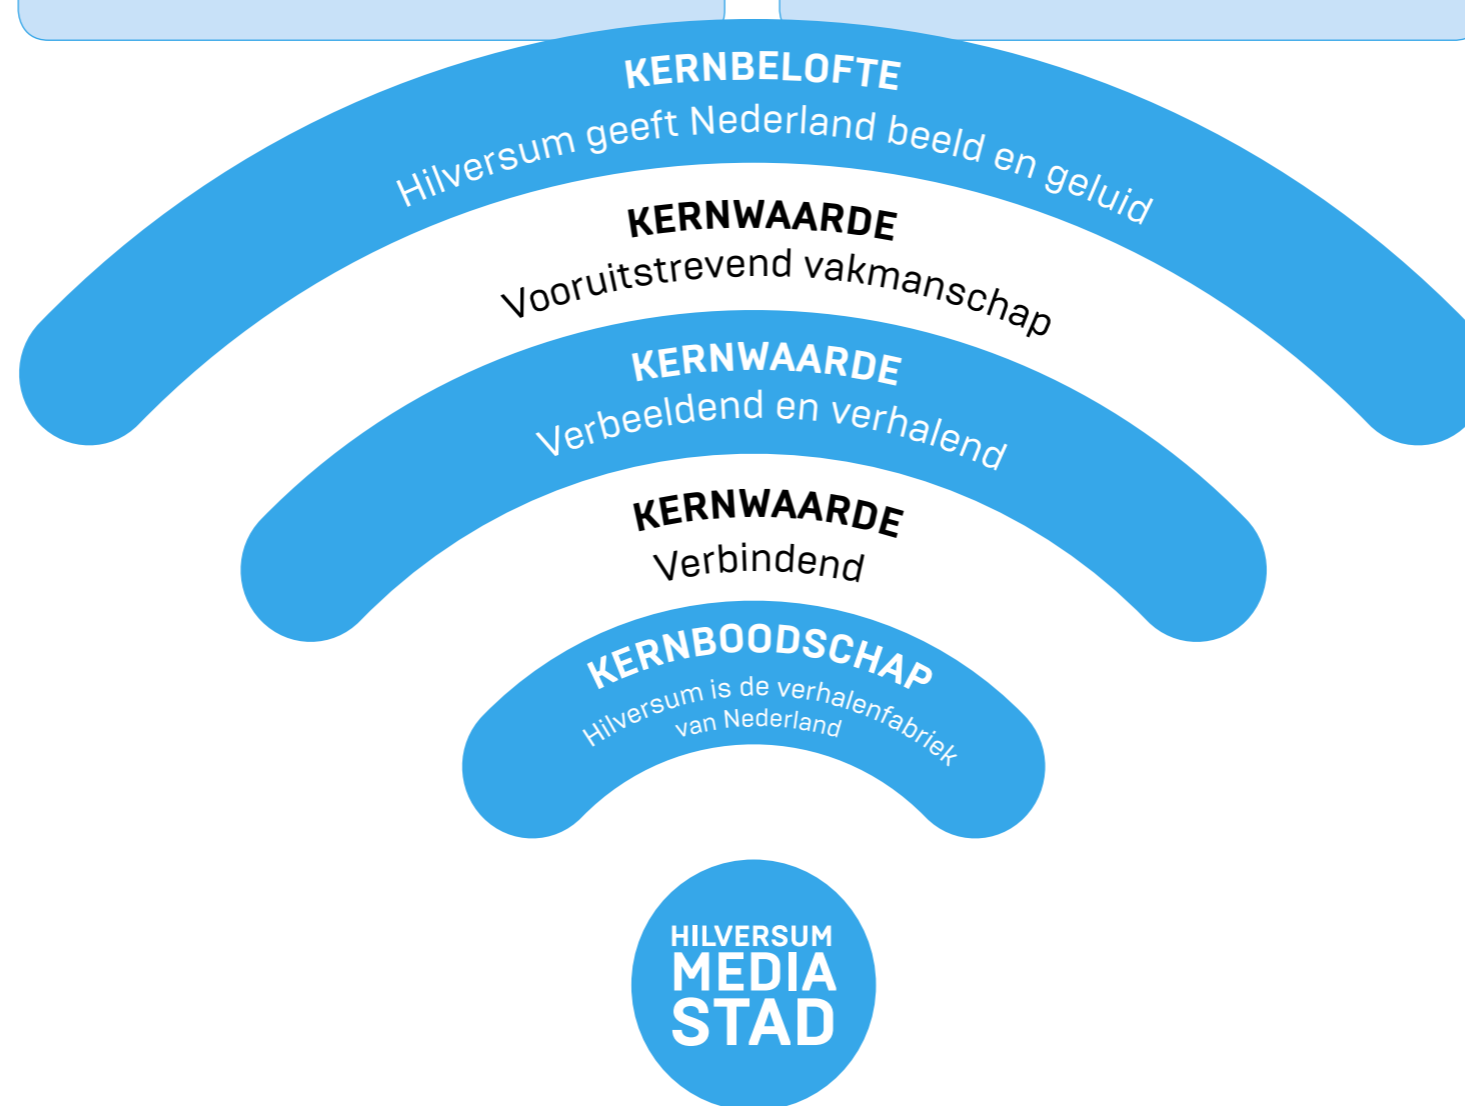 KERNBELOFTE
Hilversum geeft Nederland beeld en geluid
KERNWAARDE
Vooruitstrevend vakmanschap
KERNWAARDE
Verbeeldend en verhalend
KERNWAARDE
Verbindend
KERNBOODSCHAP
Hilversum is de verhalenfabriek
van Nederland
HILVERSUM
MEDIA
STAD